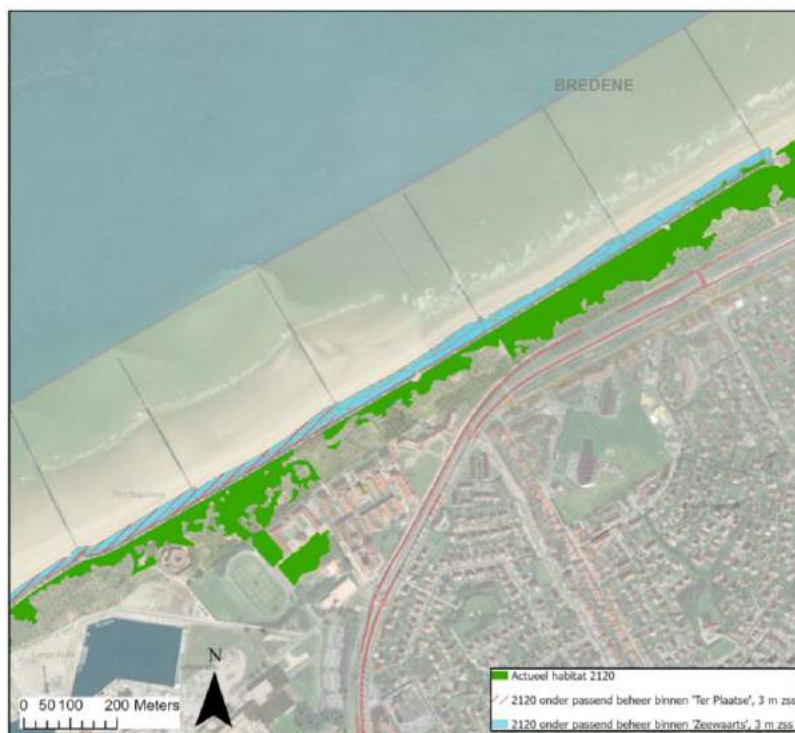 BREDENE
N
0 50 100 200 Meters
Actueel habitat 2120
2120 onder passend beheer binnen 'Ter Plaatse', 3 m zss
2120 onder passend beheer binnen 'Zeewaarts', 3 m zss